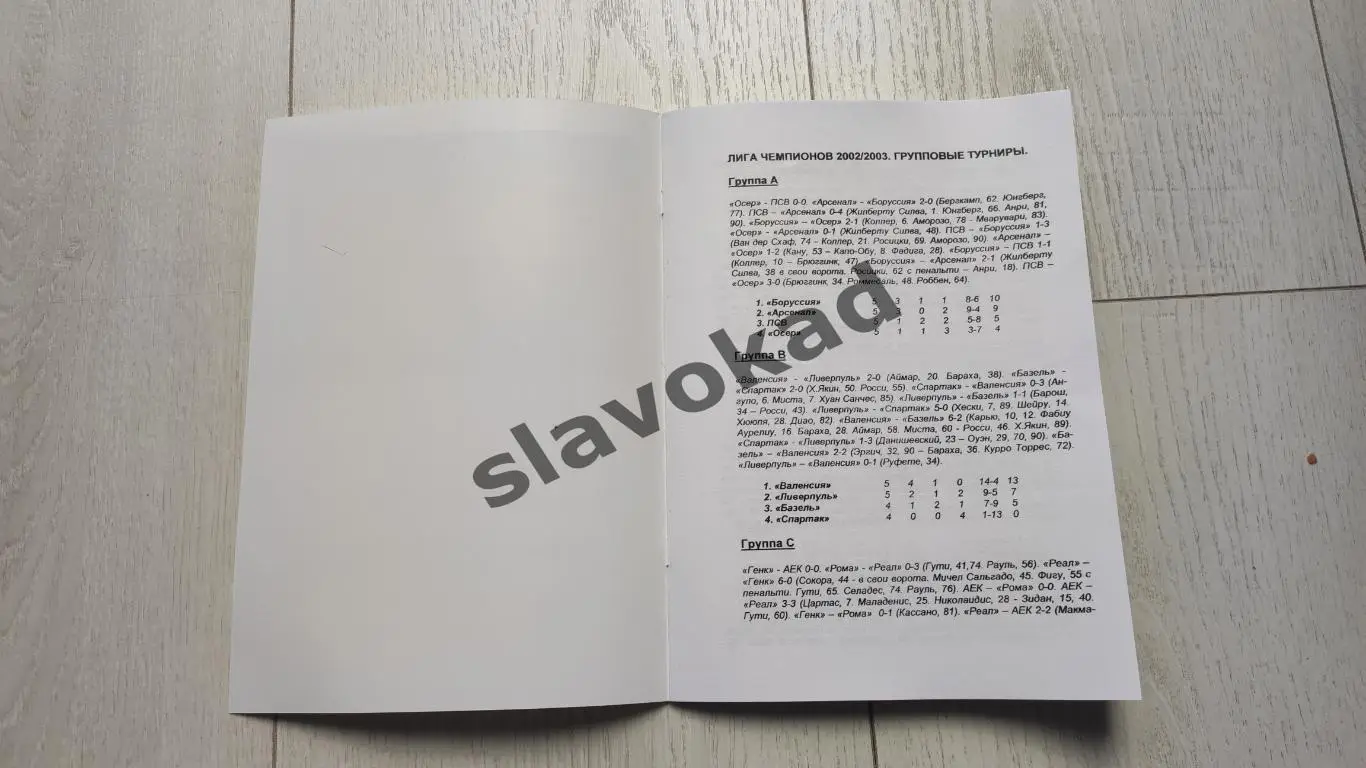 ЛИГА ЧЕМПИОНОВ 2002/2003. ГРУППОВЫЕ ТУРНИРЫ.
Группа А
«Осер» - ПСВ 0-0. «Арсенал» - «Боруссия» 2-0 (Бергкамп, 62. Юнгберг,
77). ПСВ – «Арсенал» 0-4 (Жилберту Силва, 1. Юнгберг, 66. Анри, 81,
90). «Боруссия» – «Осер» 2-1 (Коллер, 6. Аморозо, 78 - Мварувари, 83).
«Осер» - «Арсенал» 0-1 (Жилберту Силва, 48). ПСВ – «Боруссия» 1-3
(Ван дер Схаф, 74 – Коллер, 21. Росицки, 69. Аморозо, 90). «Арсенал» –
«Осер» 1-2 (Кану, 53 – Капо-Обу, 8. Фадига, 28). «Боруссия» – ПСВ 1-1
(Коллер, 10 – Брюггинк, 47). «Боруссия» – «Арсенал» 2-1 (Жилберту
Силва, 38 в свои ворота. Росицки, 62 с пенальти – Анри, 18). ПСВ –
«Осер» 3-0 (Брюггинк, 34. Роммедаль, 48. Роббен, 64).
1. «Боруссия» 5 3 1 1 8-6 10
2. «Арсенал» 5 3 0 2 9-4 9
3. ПСВ 5 1 2 2 5-8 5
4. «Осер» 5 1 1 3 3-7 4
Группа В
«Валенсия» - «Ливерпуль» 2-0 (Аймар, 20. Бараха, 38). «Базель» -
«Спартак» 2-0 (Х.Якин, 50. Росси, 55). «Спартак» - «Валенсия» 0-3 (Ан-
гуло, 6. Миста, 7. Хуан Санчес, 85). «Ливерпуль» - «Базель» 1-1 (Барош,
34 – Росси, 43). «Ливерпуль» - «Спартак» 5-0 (Хески, 7, 89. Шейру, 14.
Хююпя, 28. Диао, 82). «Валенсия» - «Базель» 6-2 (Карью, 10, 12. Фабиу
Аурелиу, 16. Бараха, 28. Аймар, 58. Миста, 60 - Росси, 46. Х.Якин, 89).
«Спартак» - «Ливерпуль» 1-3 (Данишевский, 23 – Оуэн, 29, 70, 90). «Ба-
зель» – «Валенсия» 2-2 (Эргич, 32, 90 – Бараха, 36. Курро Торрес, 72).
«Ливерпуль» – «Валенсия» 0-1 (Руфете, 34).
1. «Валенсия» 5 4 1 0 14-4 13
2. «Ливерпуль» 5 2 1 2 9-5 7
3. «Базель» 4 1 2 1 7-9 5
4. «Спартак» 4 0 0 4 1-13 0
Группа С
«Генк» - АЕК 0-0. «Рома» - «Реал» 0-3 (Гути, 41,74. Рауль, 56). «Реал» –
«Генк» 6-0 (Сокора, 44 - в свои ворота. Мичел Сальгадо, 45. Фигу, 55 с
пенальти. Гути, 65. Селадес, 74. Рауль, 76). АЕК – «Рома» 0-0. АЕК –
«Реал» 3-3 (Цартас, 7. Маладенис, 25. Николаидис, 28 - Зидан, 15, 40.
Гути, 60). «Генк» – «Рома» 0-1 (Кассано, 81). «Реал» – АЕК 2-2 (Макма-
slavokad